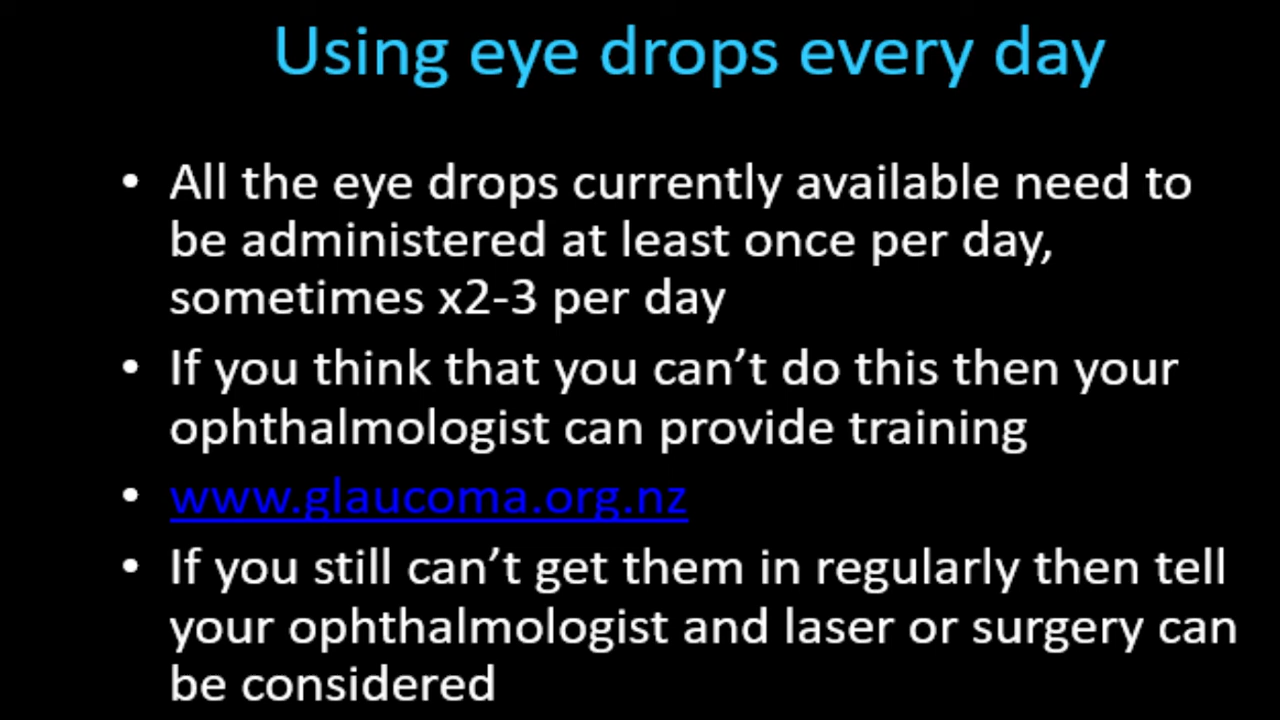 Using eye drops every day
• All the eye drops currently available need to
be administered at least once per day,
sometimes x2-3 per day
• If you think that you can’t do this then your
ophthalmologist can provide training
• www.glaucoma.org.nz
• If you still can’t get them in regularly then tell
your ophthalmologist and laser or surgery can
be considered